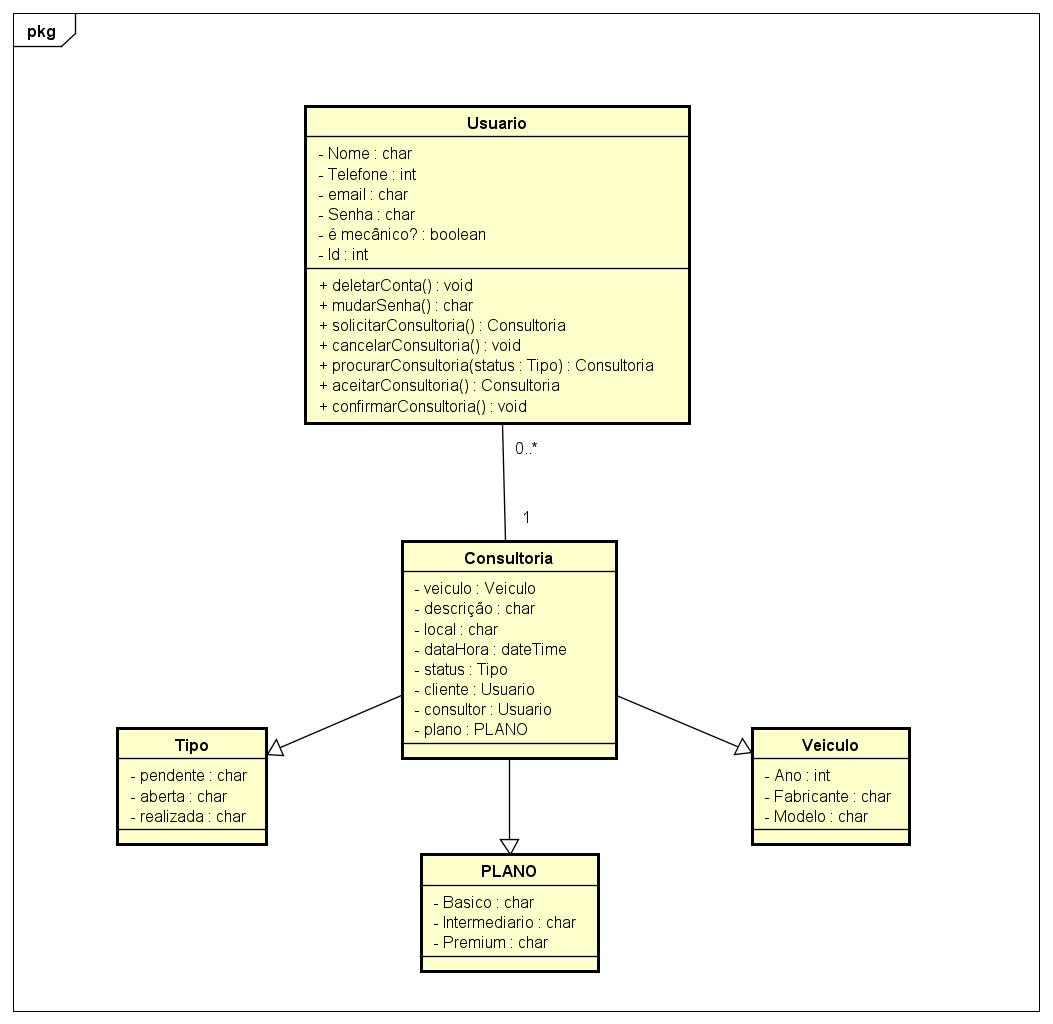 pkg
Usuario
- Nome : char
- Telefone : int
- email : char
- Senha : char
- é mecânico? : boolean
- Id : int
+ deletarConta() : void
+ mudarSenha() : char
+ solicitarConsultoria() : Consultoria
+ cancelarConsultoria() : void
+ procurarConsultoria(status : Tipo) : Consultoria
+ aceitarConsultoria() : Consultoria
+ confirmarConsultoria() : void
0..*
1
Consultoria
- veiculo : Veiculo
- descrição : char
- local : char
- dataHora : dateTime
- status : Tipo
- cliente : Usuario
- consultor : Usuario
- plano : PLANO
Tipo
- pendente : char
- aberta : char
- realizada : char
Veiculo
- Ano : int
- Fabricante : char
- Modelo : char
PLANO
- Basico : char
- Intermediario : char
- Premium : char